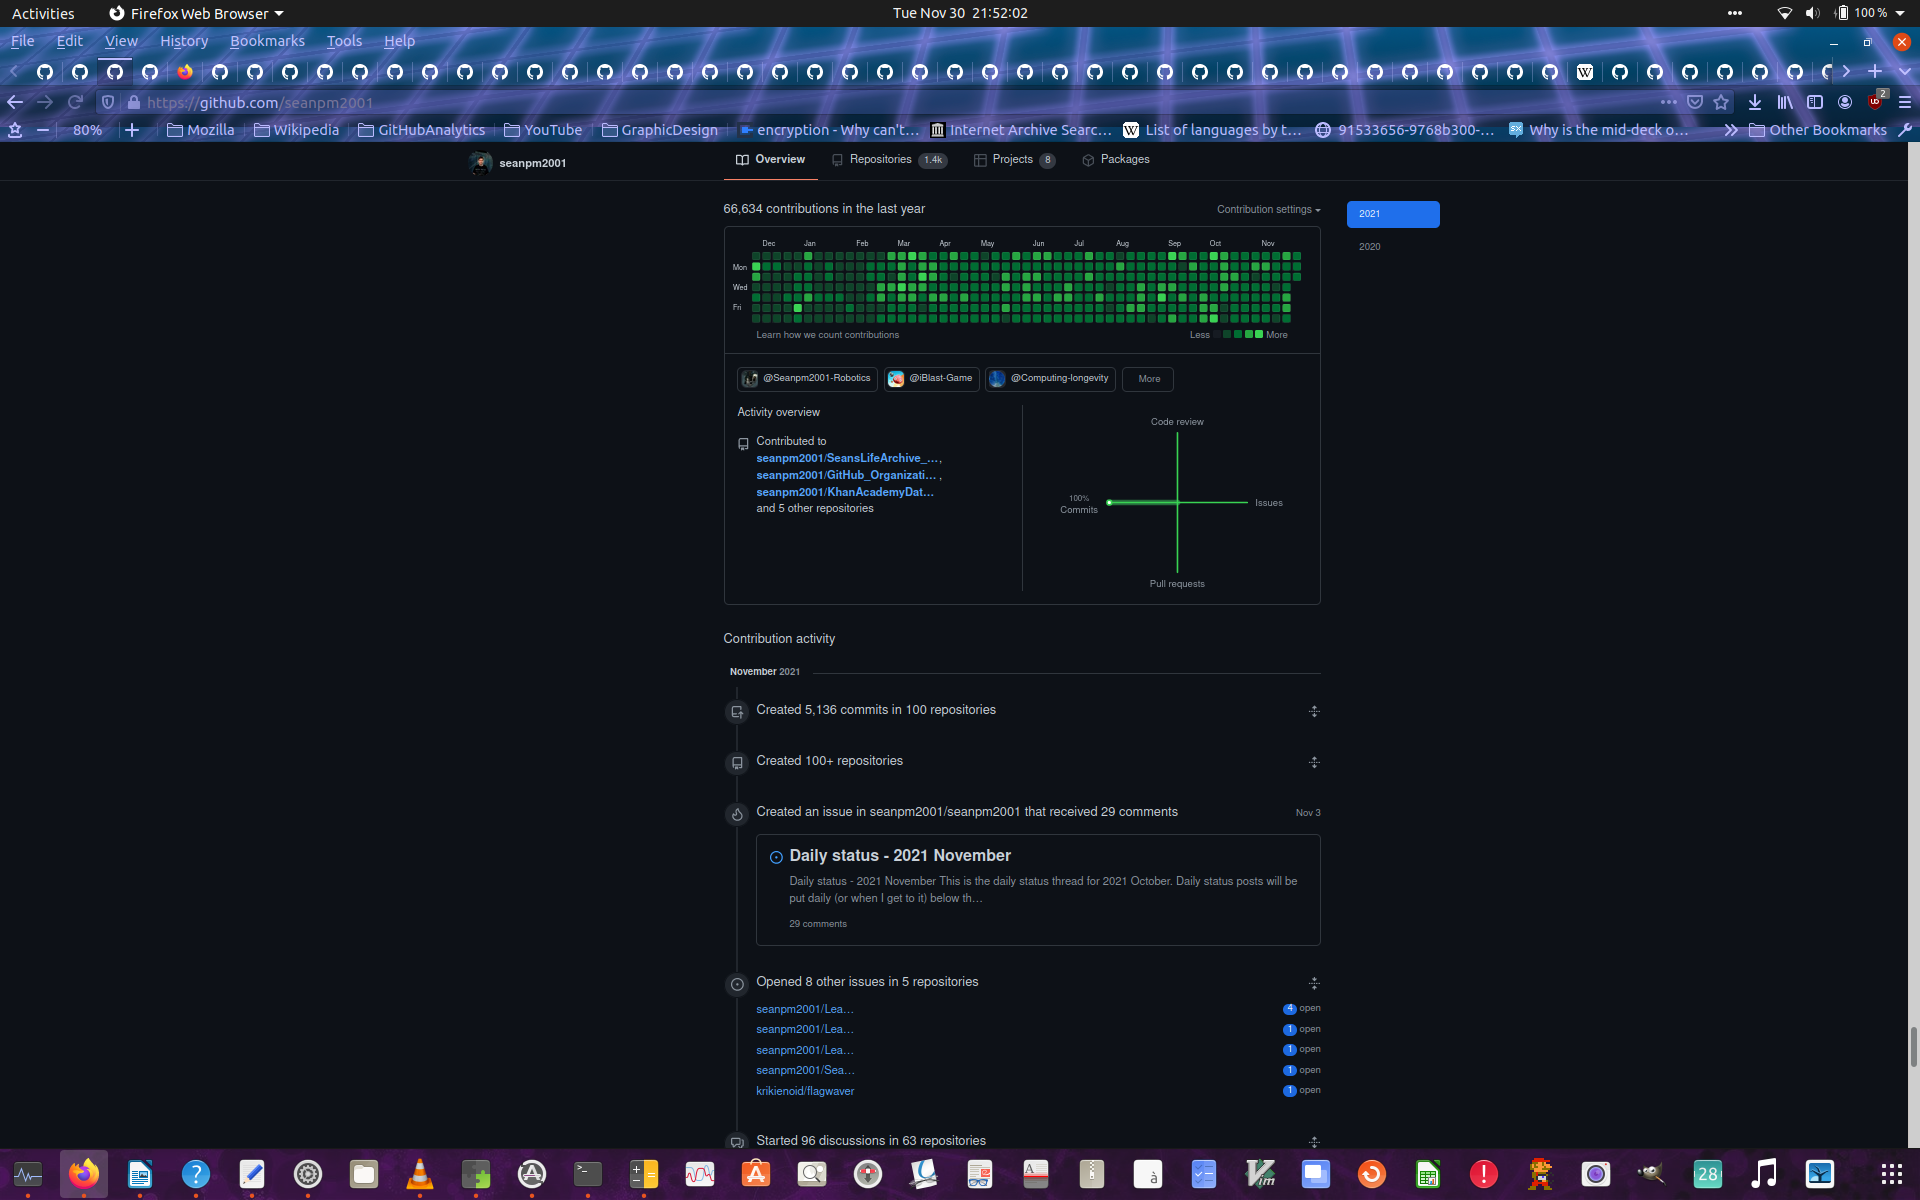 Activities
Firefox Web Browser
Tue Nov 30  21:52:02
100 %
File Edit View History Bookmarks Tools Help
https://github.com/seanpm2001
2
80%
Mozilla
Wikipedia
GitHubAnalytics
YouTube
GraphicDesign
encryption - Why can't...
Internet Archive Searc...
List of languages by t...
91533656-9768b300-...
Why is the mid-deck o...
Other Bookmarks
seanpm2001
Overview
Repositories 1.4k
Projects 8
Packages
66,634 contributions in the last year
Contribution settings
2021
2020
Dec Jan Feb Mar Apr May Jun Jul Aug Sep Oct Nov
Mon
Wed
Fri
Learn how we count contributions
Less More
@Seanpm2001-Robotics
@iBlast-Game
@Computing-longevity
More
Activity overview
Contributed to
seanpm2001/SeansLifeArchive_...,
seanpm2001/GitHub_Organizati... ,
seanpm2001/KhanAcademyDat...
and 5 other repositories
Code review
100%
Commits
Issues
Pull requests
Contribution activity
November 2021
Created 5,136 commits in 100 repositories
Created 100+ repositories
Created an issue in seanpm2001/seanpm2001 that received 29 comments
Nov 3
Daily status - 2021 November
Daily status - 2021 November This is the daily status thread for 2021 October. Daily status posts will be
put daily (or when I get to it) below th...
29 comments
Opened 8 other issues in 5 repositories
seanpm2001/Lea... 4 open
seanpm2001/Lea... 1 open
seanpm2001/Lea... 1 open
seanpm2001/Sea... 1 open
krikienoid/flagwaver 1 open
Started 96 discussions in 63 repositories
28